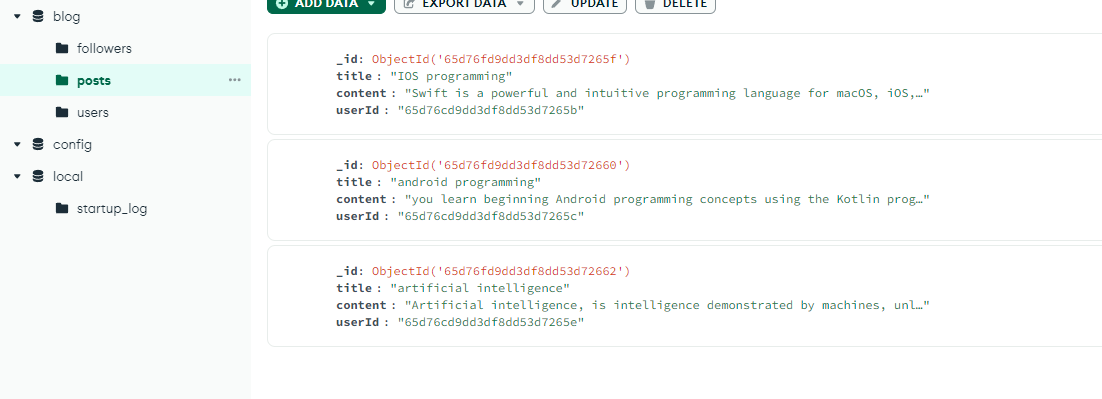 blog
followers
posts
users
config
local
startup_log
ADD DATA
EXPORT DATA
UPDATE
DELETE
_id: ObjectId('65d76fd9dd3df8dd53d7265f')
title : "IOS programming"
content : "Swift is a powerful and intuitive programming language for macOS, iOS,…"
userId : "65d76cd9dd3df8dd53d7265b"
_id: ObjectId('65d76fd9dd3df8dd53d72660')
title : "android programming"
content : "you learn beginning Android programming concepts using the Kotlin prog…"
userId : "65d76cd9dd3df8dd53d7265c"
_id: ObjectId('65d76fd9dd3df8dd53d72662')
title : "artificial intelligence"
content : "Artificial intelligence, is intelligence demonstrated by machines, unl…"
userId : "65d76cd9dd3df8dd53d7265e"